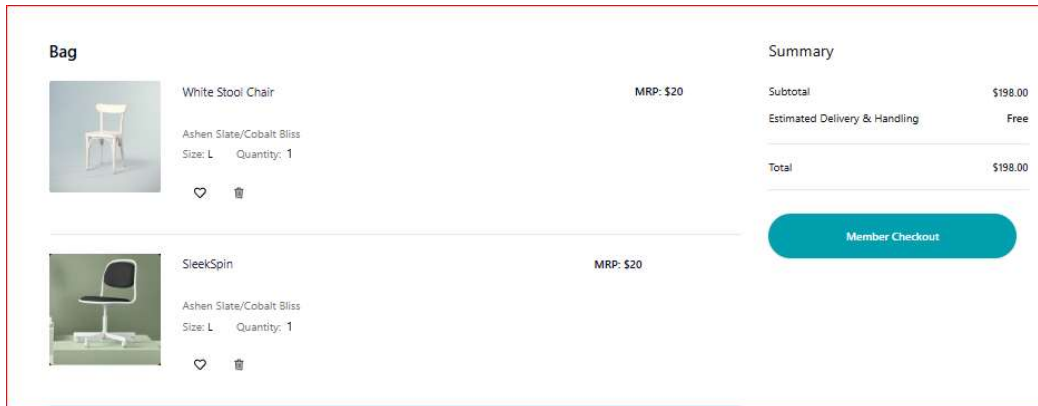 Bag
White Stool Chair
MRP: $20
Ashen Slate/Cobalt Bliss
Size: L Quantity: 1
SleekSpin
MRP: $20
Ashen Slate/Cobalt Bliss
Size: L Quantity: 1
Summary
Subtotal $198.00
Estimated Delivery & Handling Free
Total $198.00
Member Checkout